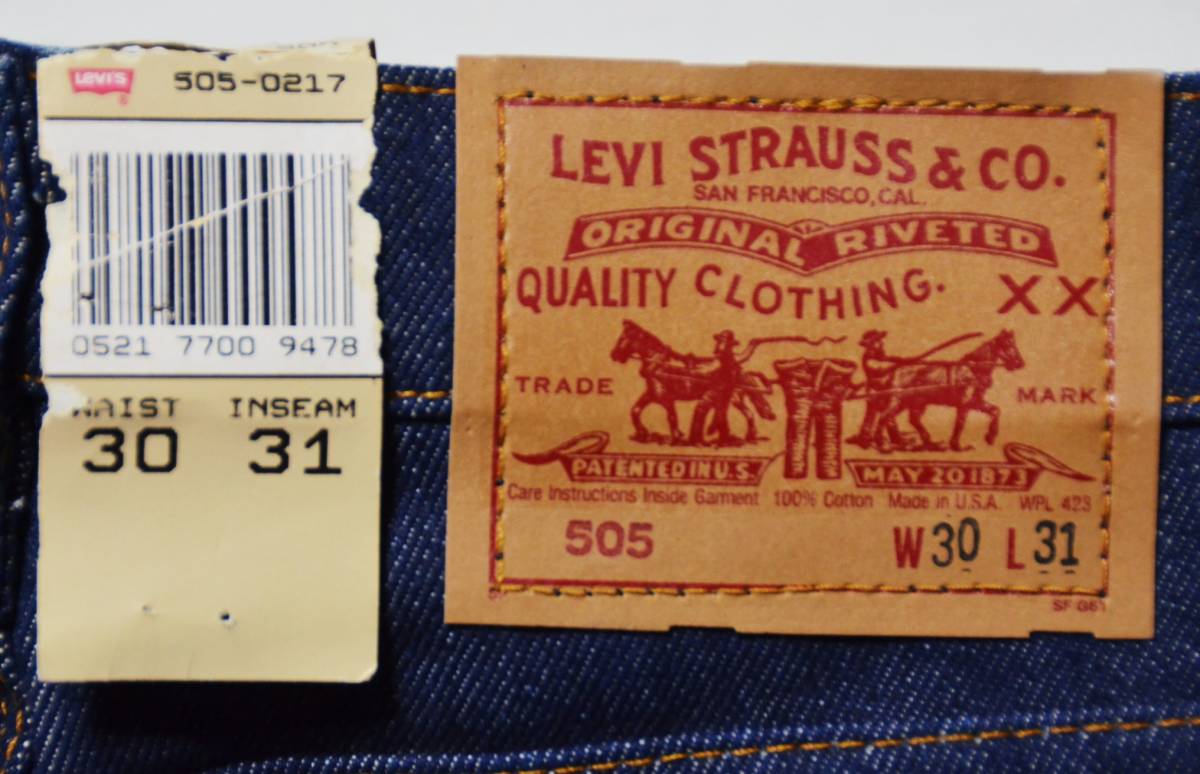 Levi's
®
505-0217
0521 7700 9478
WAIST INSEAM
30 31
LEVI STRAUSS & CO.
SAN FRANCISCO, CAL.
ORIGINAL RIVETED
QUALITY CLOTHING. XX
TRADE MARK
PATENTED IN U.S. MAY 20 1873
Care Instructions Inside Garment 100% Cotton Made in U.S.A. WPL 423
505 W30 L31